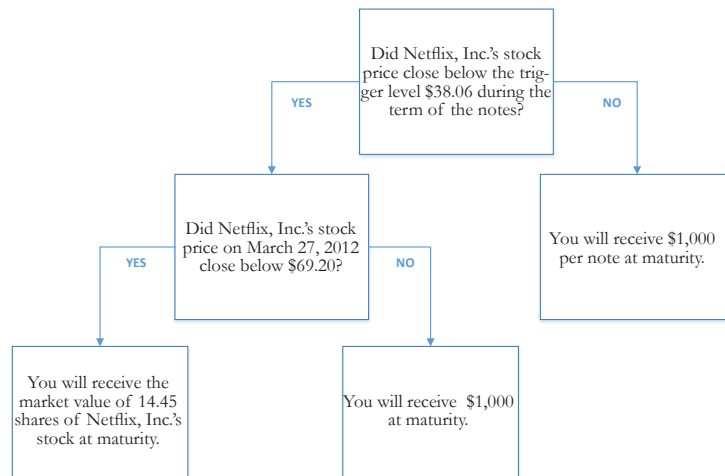 Did Netflix, Inc.'s stock
price close below the trig-
ger level $38.06 during the
term of the notes?
YES
NO
Did Netflix, Inc.'s stock
price on March 27, 2012
close below $69.20?
You will receive $1,000
per note at maturity.
YES
NO
You will receive the
market value of 14.45
shares of Netflix, Inc.'s
stock at maturity.
You will receive $1,000
at maturity.